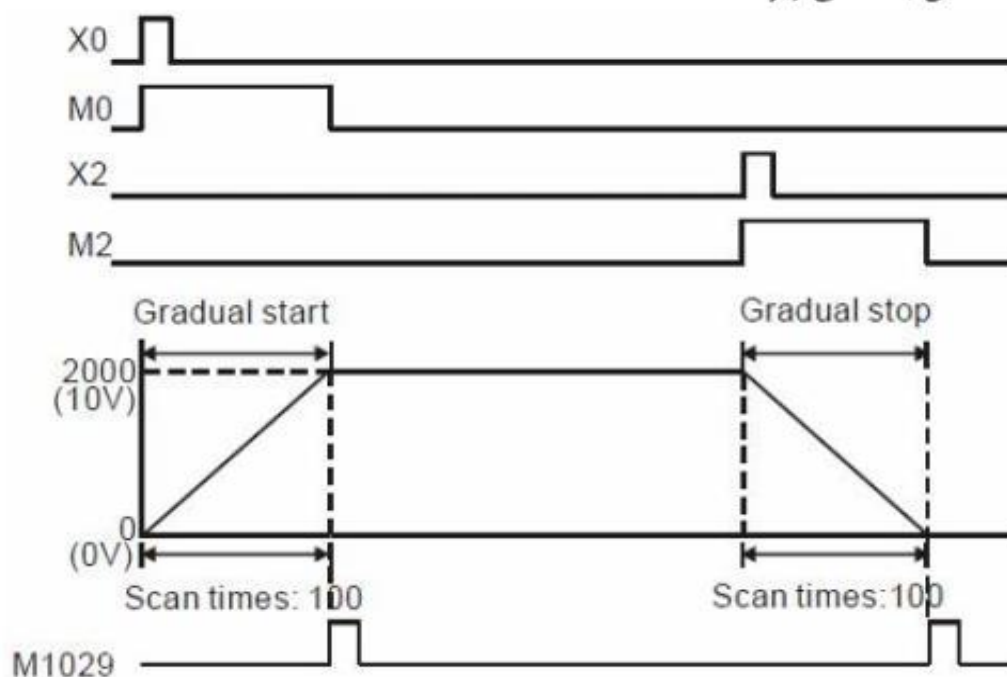 X0
M0
X2
M2
Gradual start
Gradual stop
2000
(10V)
0
(0V)
Scan times: 100
Scan times:100
M1029